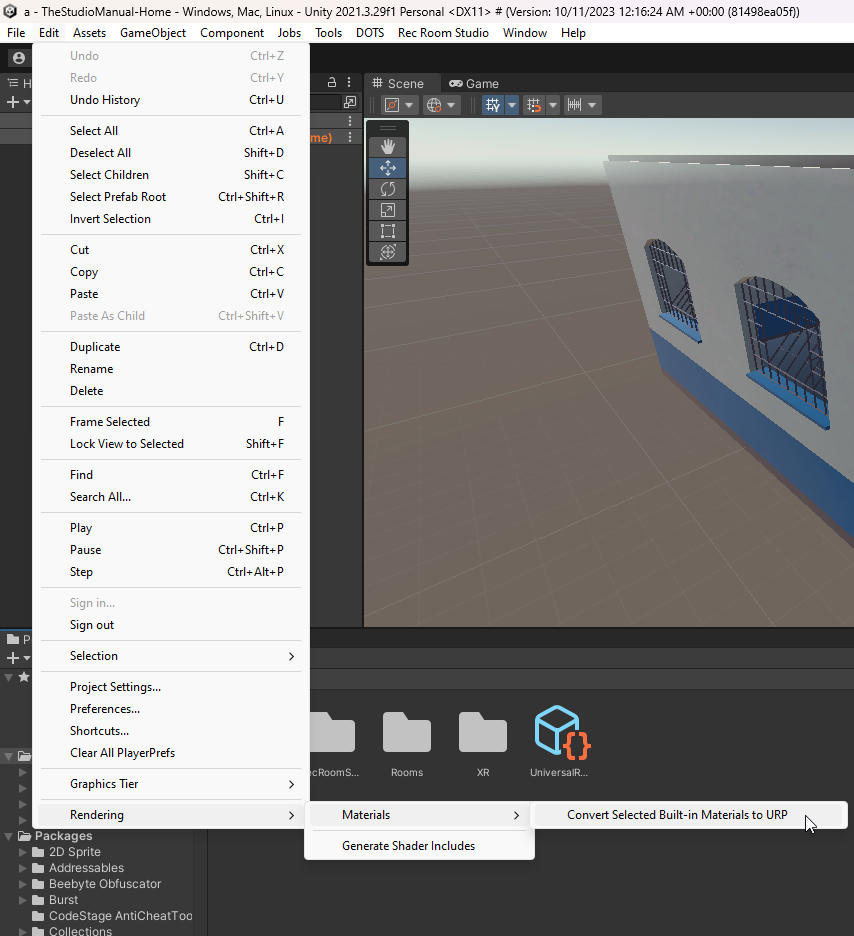 a - TheStudioManual-Home - Windows, Mac, Linux - Unity 2021.3.29f1 Personal <DX11> # (Version: 10/11/2023 12:16:24 AM +00:00 (81498ea05f))
File Edit Assets GameObject Component Jobs Tools DOTS Rec Room Studio Window Help
Undo Ctrl+Z
Redo Ctrl+Y
Undo History Ctrl+U
Select All Ctrl+A
Deselect All Shift+D
Select Children Shift+C
Select Prefab Root Ctrl+Shift+R
Invert Selection Ctrl+I
Cut Ctrl+X
Copy Ctrl+C
Paste Ctrl+V
Paste As Child Ctrl+Shift+V
Duplicate Ctrl+D
Rename
Delete
Frame Selected F
Lock View to Selected Shift+F
Find Ctrl+F
Search All... Ctrl+K
Play Ctrl+P
Pause Ctrl+Shift+P
Step Ctrl+Alt+P
Sign in...
Sign out
Selection
Project Settings...
Preferences...
Shortcuts...
Clear All PlayerPrefs
Graphics Tier
Rendering
Materials
Generate Shader Includes
Convert Selected Built-in Materials to URP
H
me)
Scene Game
P
ecRoomS... Rooms XR UniversalR...
Packages
2D Sprite
Addressables
Beebyte Obfuscator
Burst
CodeStage AntiCheatToo
Collections